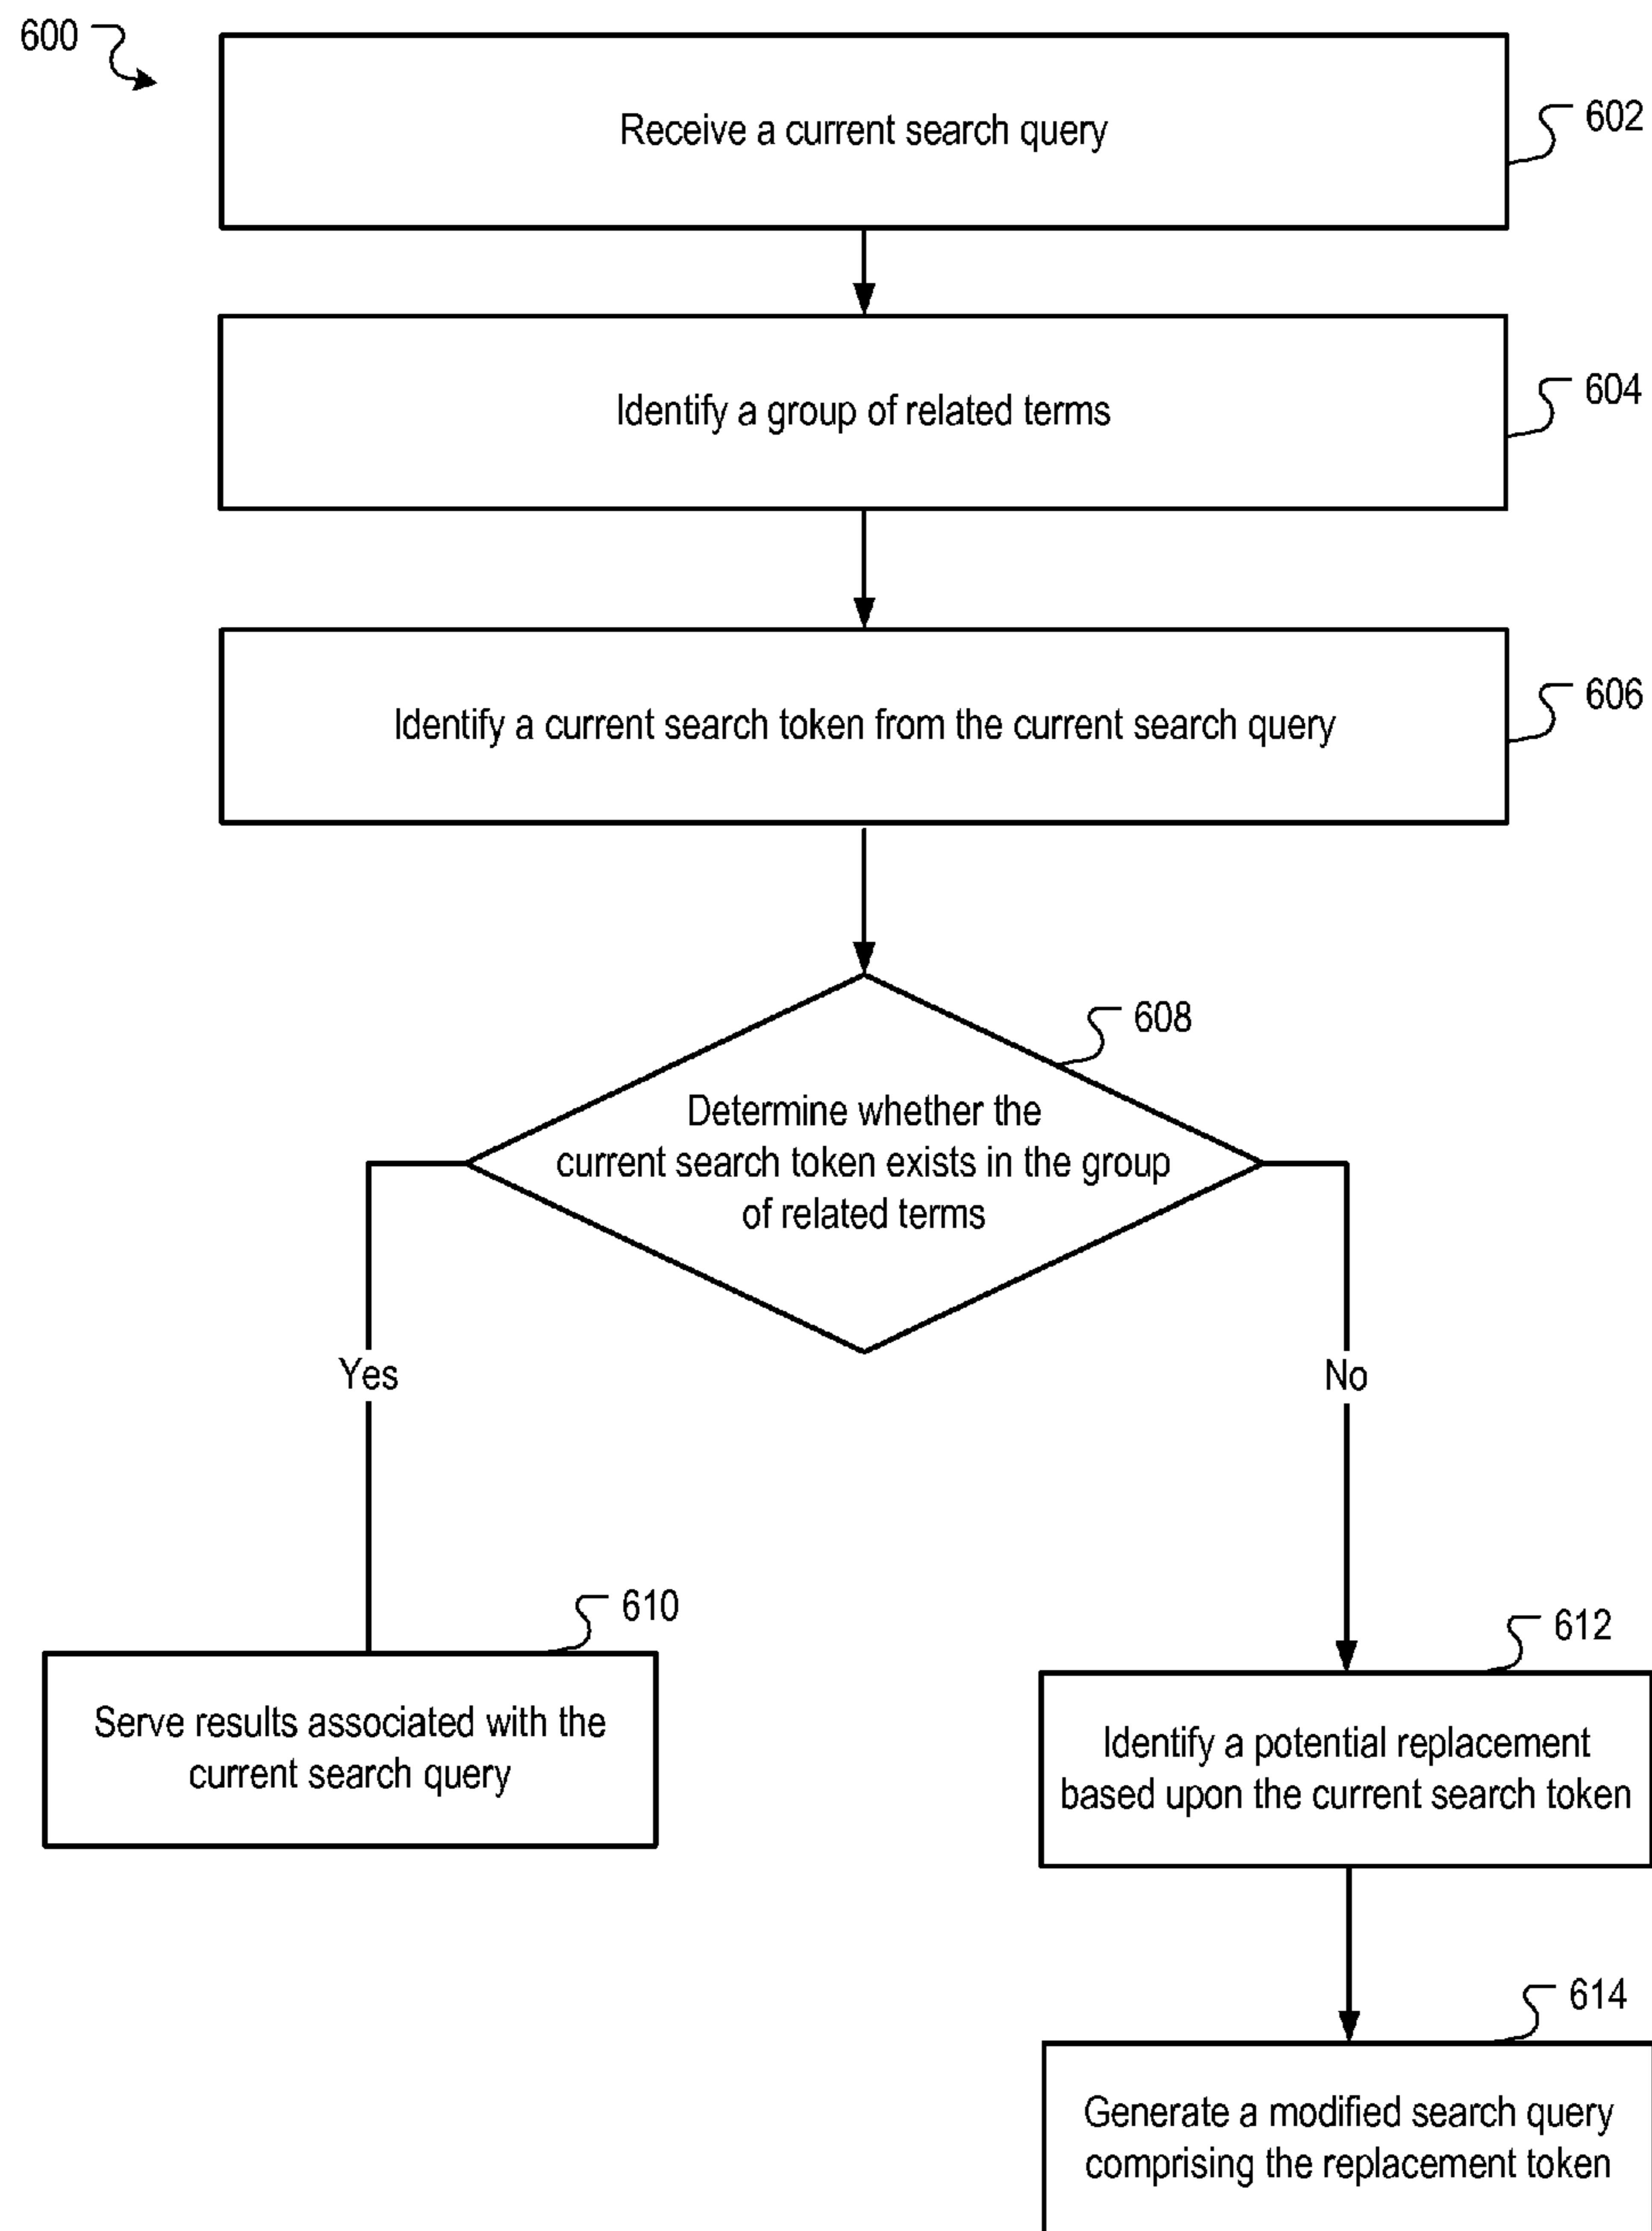 600
Receive a current search query
602
Identify a group of related terms
604
Identify a current search token from the current search query
606
608
Determine whether the
current search token exists in the group
of related terms
Yes
No
610
Serve results associated with the
current search query
612
Identify a potential replacement
based upon the current search token
614
Generate a modified search query
comprising the replacement token